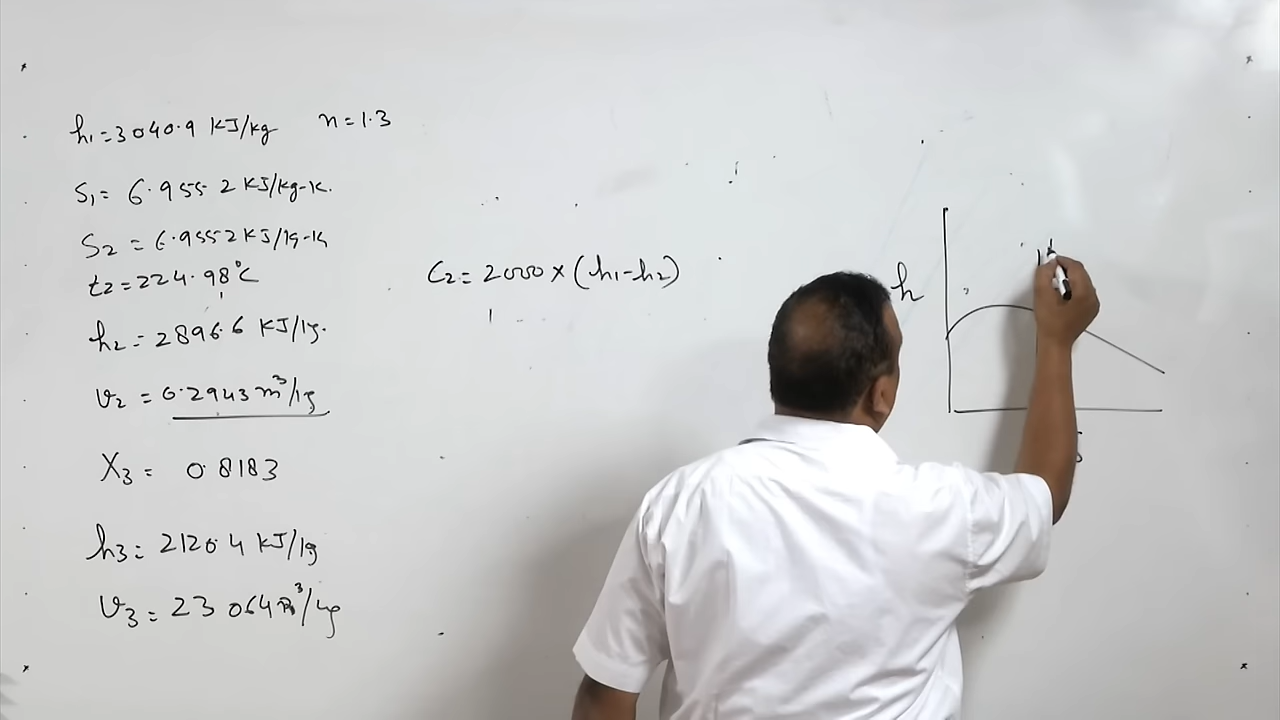 h₁=3040.9 KJ/kg n=1.3
S₁= 6.9552 KJ/kg-K.
S₂ = 6.9552 KJ/kg-K
t₂=224.98°C
h₂= 2896.6 KJ/kg.
v₂ = 0.2943 m³/kg
X₃= 0.8183
h₃= 2120.4 KJ/kg
v₃= 23.064 m³/kg
C₂= 2000 × (h₁-h₂)
h
1